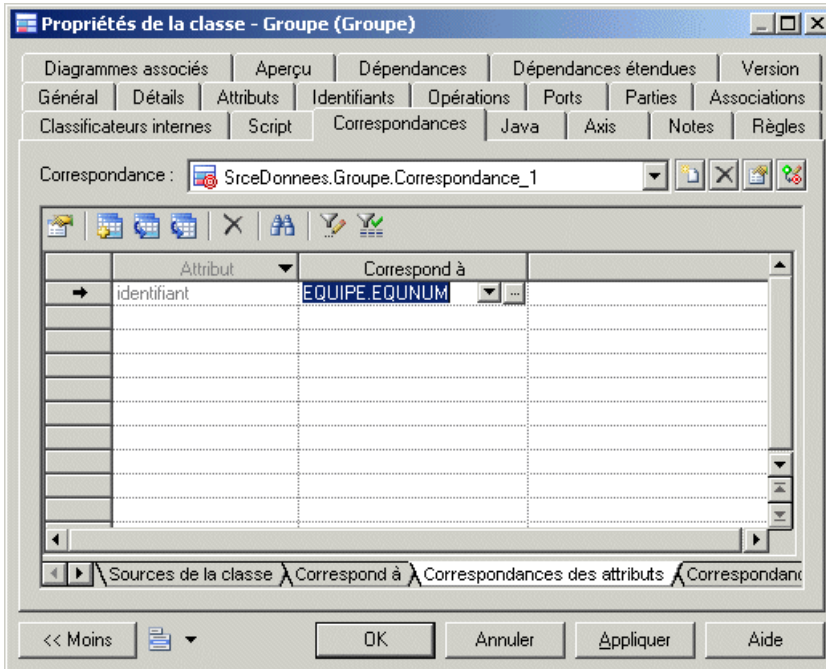 Propriétés de la classe - Groupe (Groupe)
Diagrammes associés Aperçu Dépendances Dépendances étendues Version
Général Détails Attributs Identifiants Opérations Ports Parties Associations
Classificateurs internes Script Correspondances Java Axis Notes Règles
Correspondance : SrceDonnees.Groupe.Correspondance_1
Attribut Correspond à
identifiant EQUIPE.EQUNUM ...
Sources de la classe Correspond à Correspondances des attributs Correspondanc
<< Moins OK Annuler Appliquer Aide